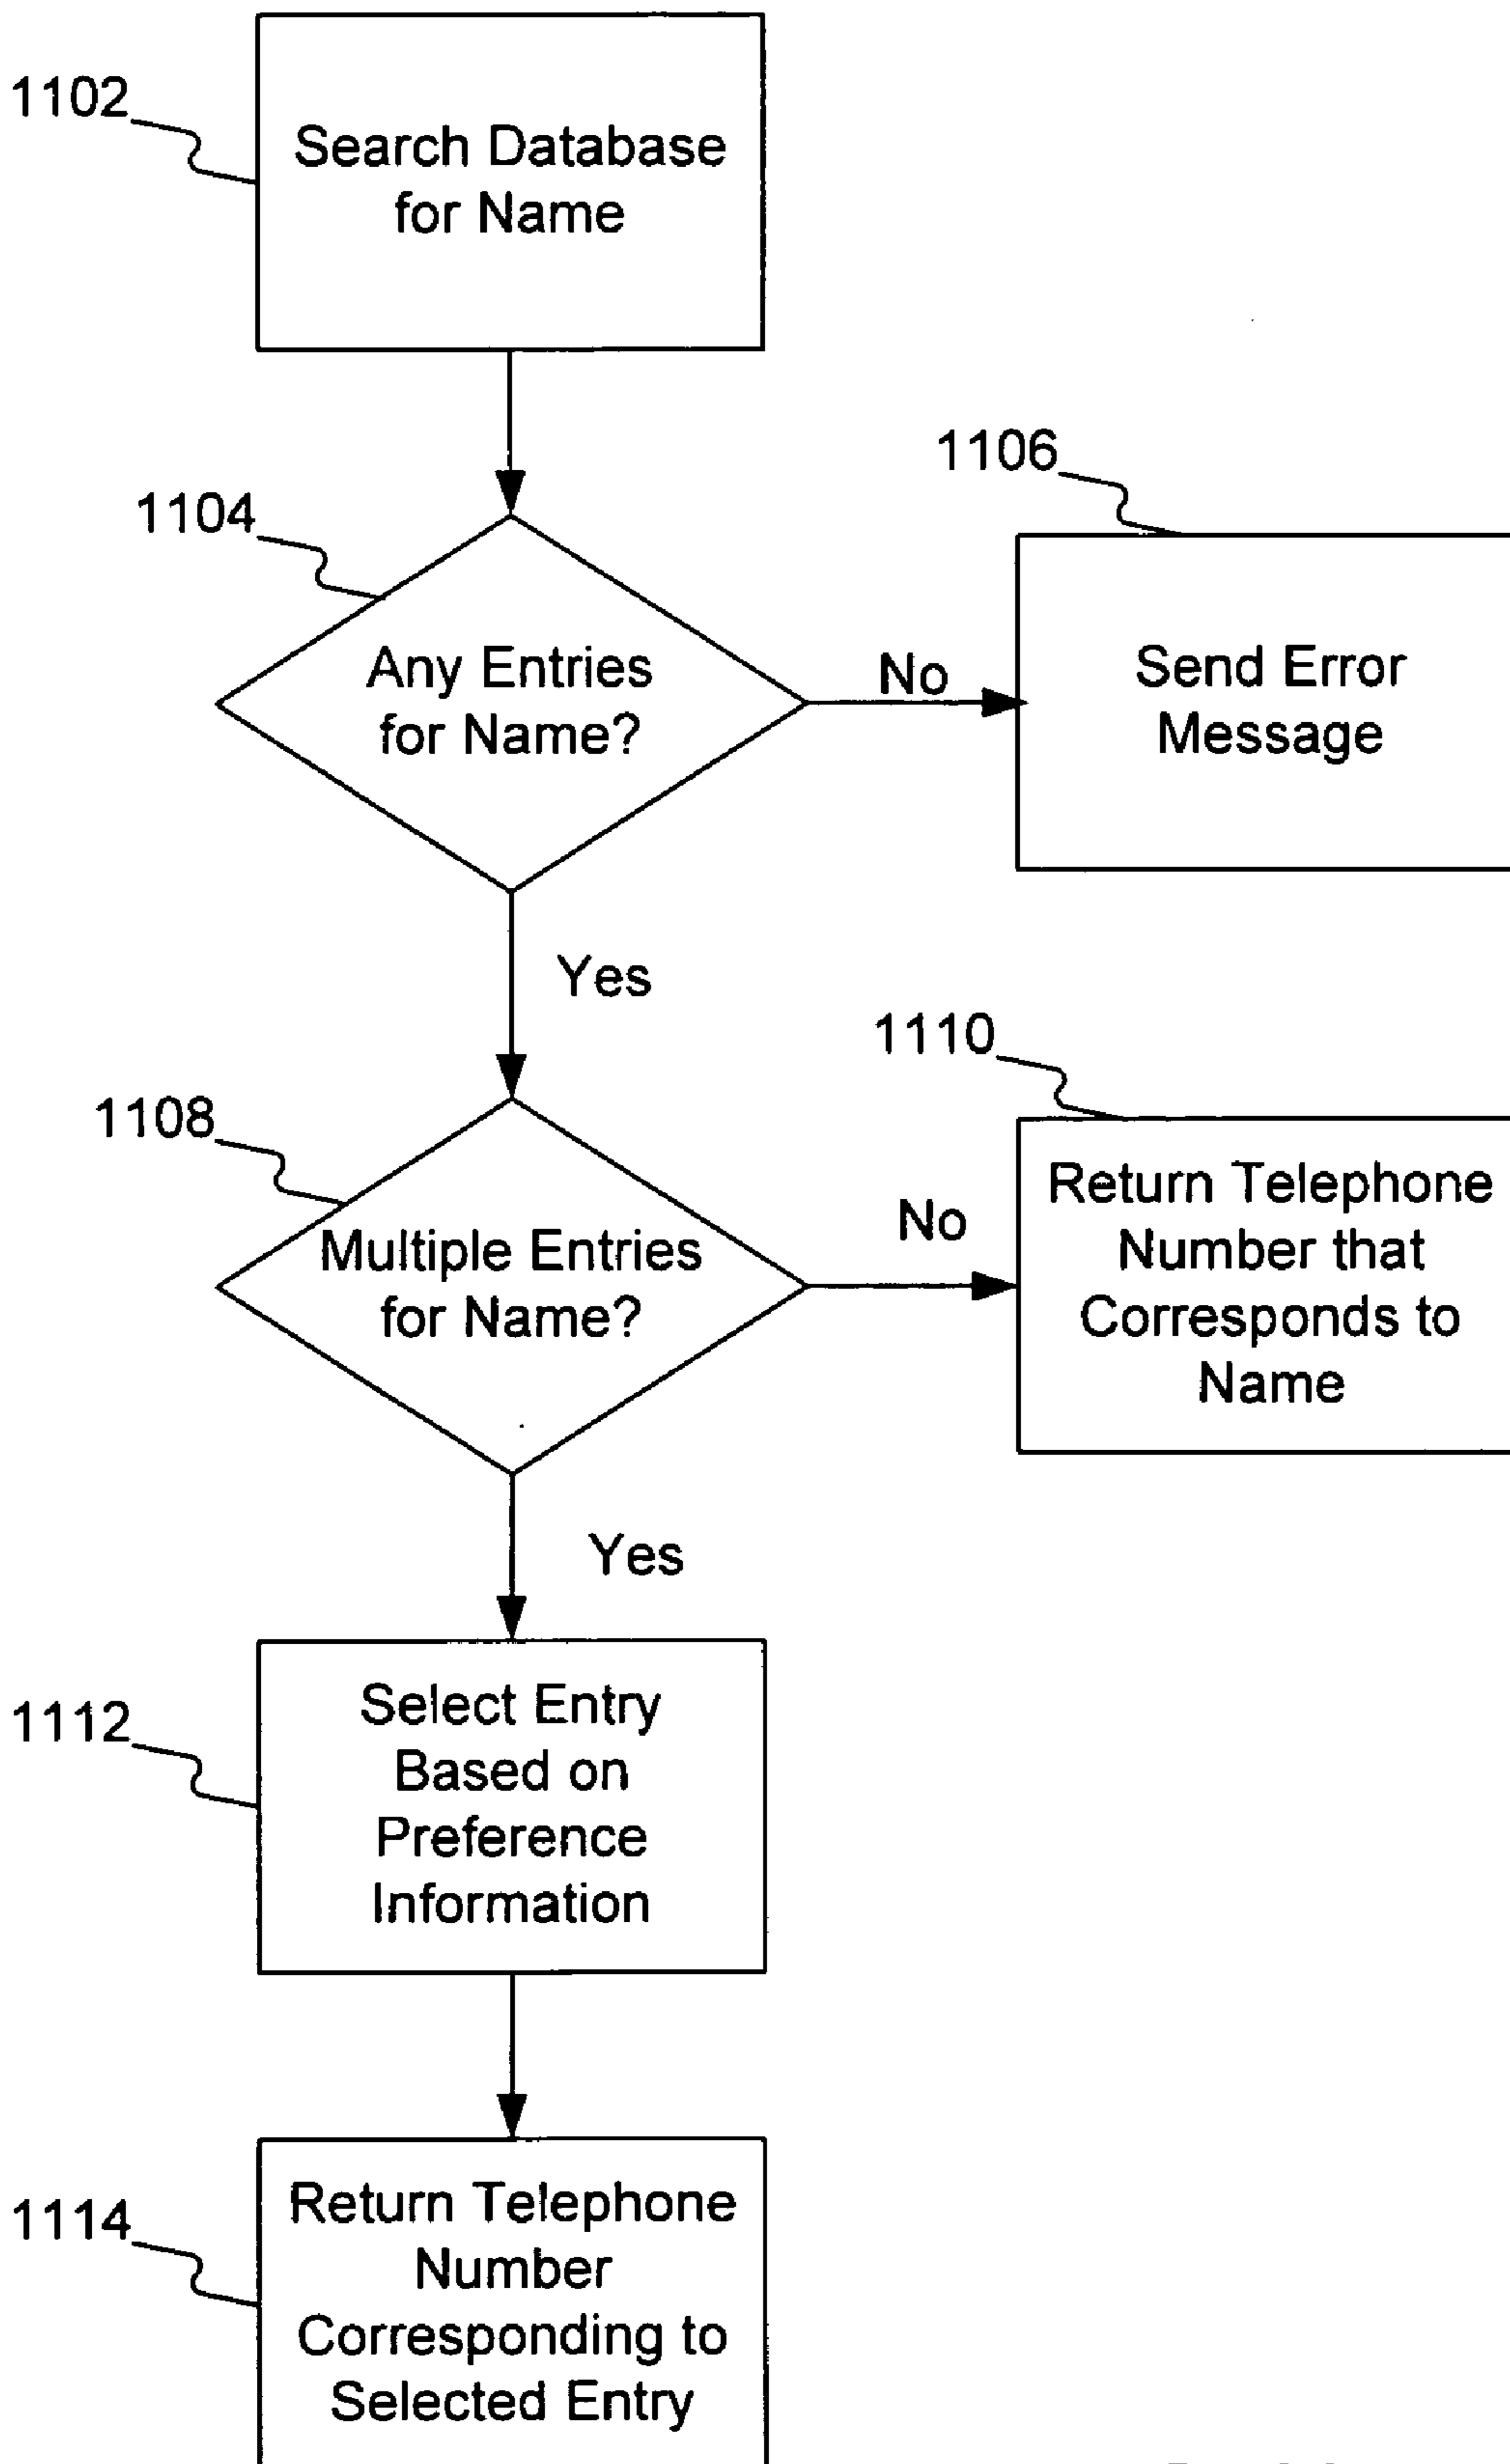 1102
Search Database
for Name
1106
1104
Any Entries
for Name?
No
Send Error
Message
Yes
1110
1108
Multiple Entries
for Name?
No
Return Telephone
Number that
Corresponds to
Name
Yes
1112
Select Entry
Based on
Preference
Information
1114
Return Telephone
Number
Corresponding to
Selected Entry